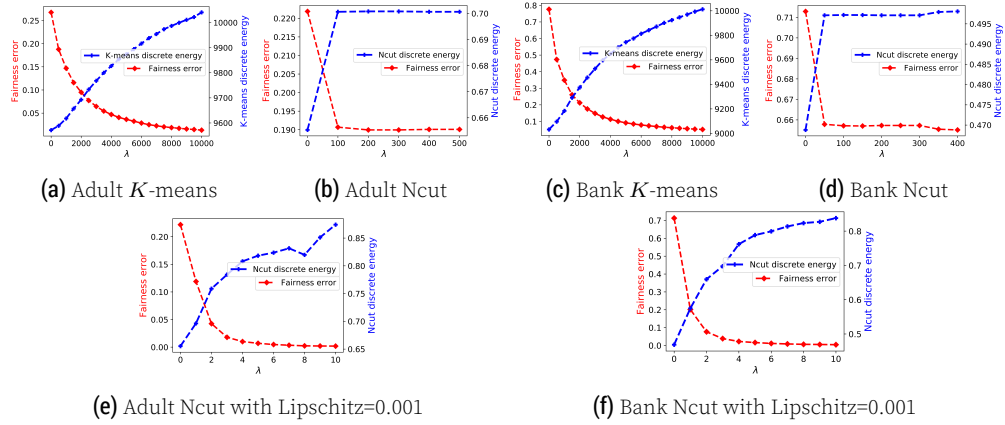 0.25
0.20
0.15
0.10
0.05
10000
9900
9800
9700
9600
0 2000 4000 6000 8000 10000
Fairness error
K-means discrete energy
λ
K-means discrete energy
Fairness error
(a) Adult K-means
0.220
0.215
0.210
0.205
0.200
0.195
0.190
0.70
0.69
0.68
0.67
0.66
0 100 200 300 400 500
Fairness error
Ncut discrete energy
λ
Ncut discrete energy
Fairness error
(b) Adult Ncut
0.8
0.7
0.6
0.5
0.4
0.3
0.2
0.1
10000
9800
9600
9400
9200
9000
0 2000 4000 6000 8000 10000
Fairness error
K-means discrete energy
λ
K-means discrete energy
Fairness error
(c) Bank K-means
0.71
0.70
0.69
0.68
0.67
0.66
0.495
0.490
0.485
0.480
0.475
0.470
0 100 200 300 400
Fairness error
Ncut discrete energy
λ
Ncut discrete energy
Fairness error
(d) Bank Ncut
0.20
0.15
0.10
0.05
0.00
0.85
0.80
0.75
0.70
0.65
0 2 4 6 8 10
Fairness error
Ncut discrete energy
λ
Ncut discrete energy
Fairness error
(e) Adult Ncut with Lipschitz=0.001
0.7
0.6
0.5
0.4
0.3
0.2
0.1
0.0
0.8
0.7
0.6
0.5
0 2 4 6 8 10
Fairness error
Ncut discrete energy
λ
Ncut discrete energy
Fairness error
(f) Bank Ncut with Lipschitz=0.001